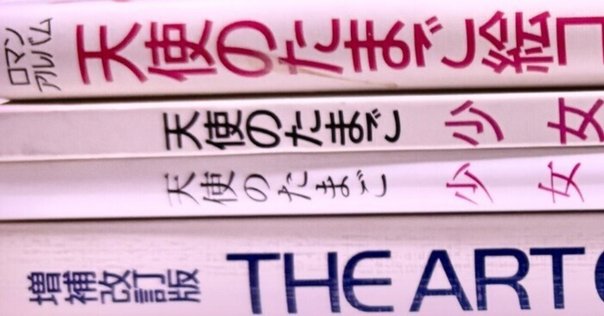 ロマン
アルバム
天使のたまご絵コ
天使のたまご 少女
天使のたまご 少女
増補
改訂版 THE ART